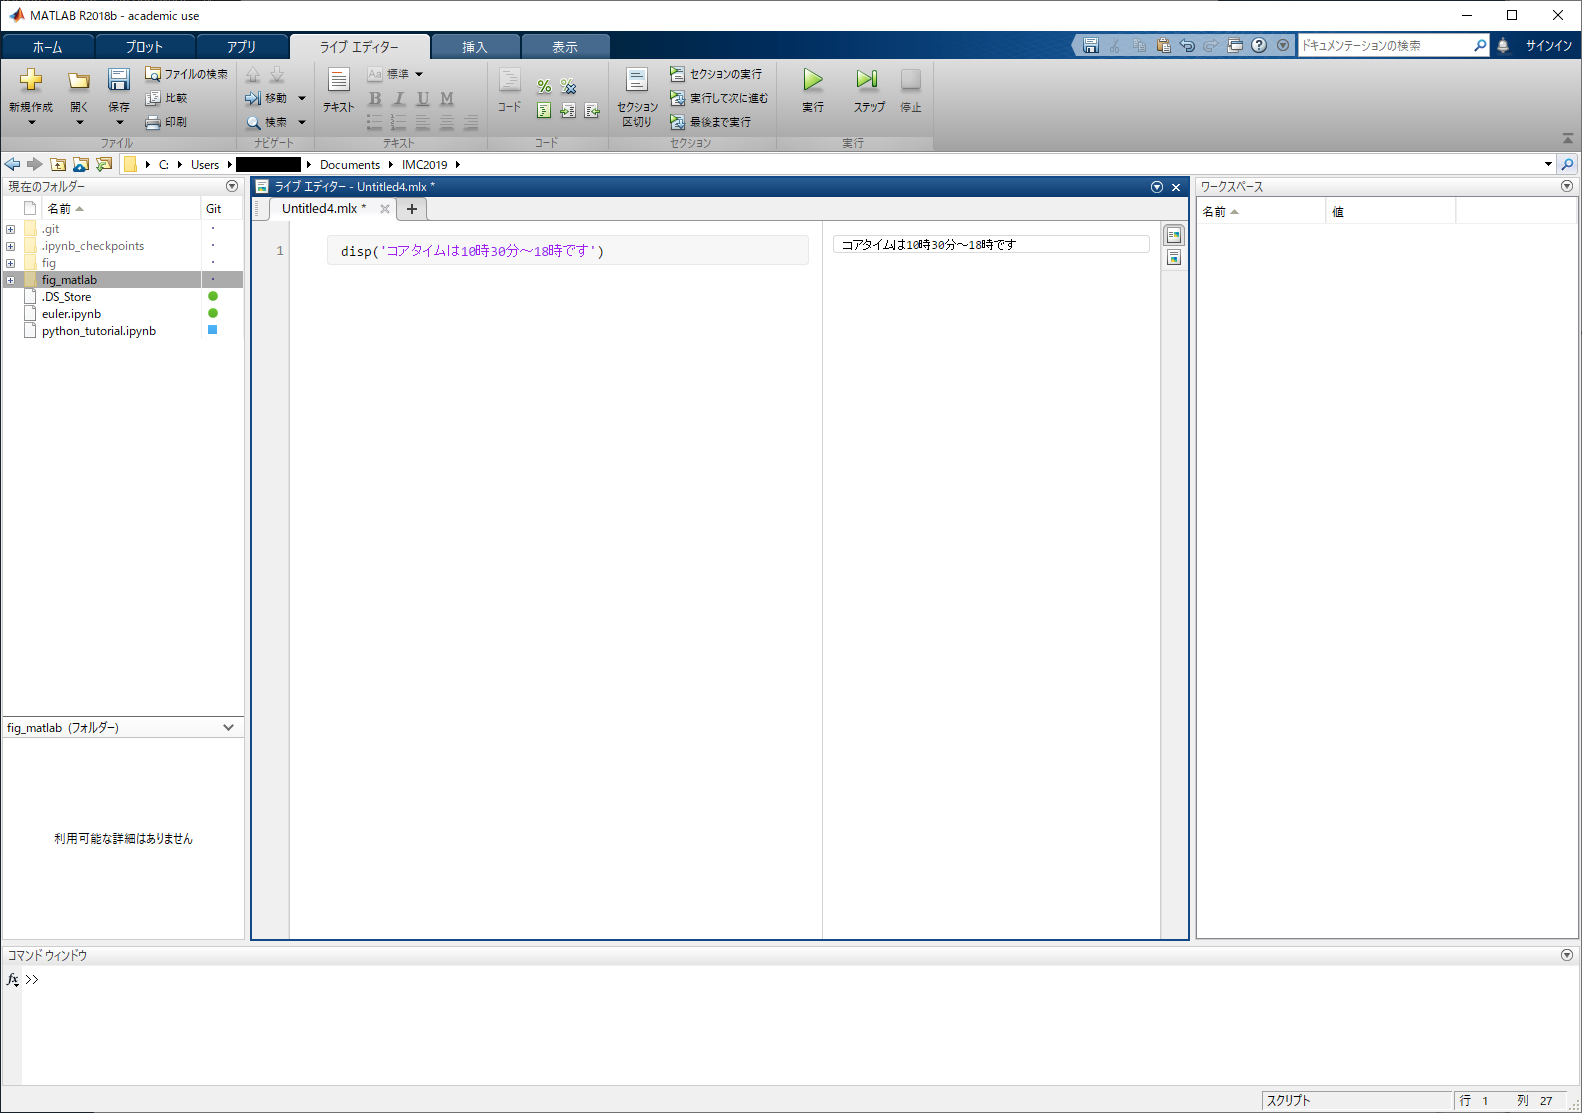 MATLAB R2018b - academic use
ホーム プロット アプリ ライブ エディター 挿入 表示 ドキュメンテーションの検索 サインイン
新規作成 開く 保存 ファイルの検索 比較 印刷
移動 検索
テキスト Aa 標準 B I U M
コード
セクション区切り セクションの実行 実行して次に進む 最後まで実行
実行 ステップ 停止
ファイル ナビゲート テキスト コード セクション 実行
C: Users Documents IMC2019
現在のフォルダー
名前 Git
.git
.ipynb_checkpoints
fig
fig_matlab
.DS_Store
euler.ipynb
python_tutorial.ipynb
fig_matlab (フォルダー)
利用可能な詳細はありません
ライブ エディター - Untitled4.mlx *
Untitled4.mlx *
1 disp('コアタイムは10時30分～18時です')
コアタイムは10時30分～18時です
ワークスペース
名前 値
コマンド ウィンドウ
fx >>
スクリプト 行 1 列 27